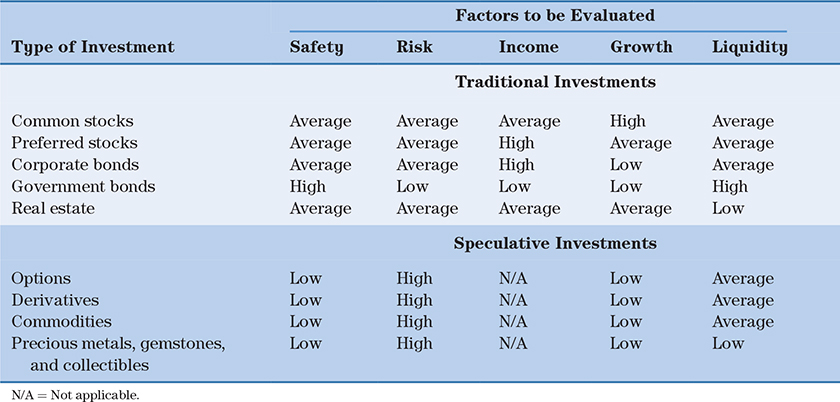 Factors to be Evaluated
Type of Investment Safety Risk Income Growth Liquidity
Traditional Investments
Common stocks Average Average Average High Average
Preferred stocks Average Average High Average Average
Corporate bonds Average Average High Low Average
Government bonds High Low Low Low High
Real estate Average Average Average Average Low
Speculative Investments
Options Low High N/A Low Average
Derivatives Low High N/A Low Average
Commodities Low High N/A Low Average
Precious metals, gemstones, Low High N/A Low Low
and collectibles
N/A = Not applicable.